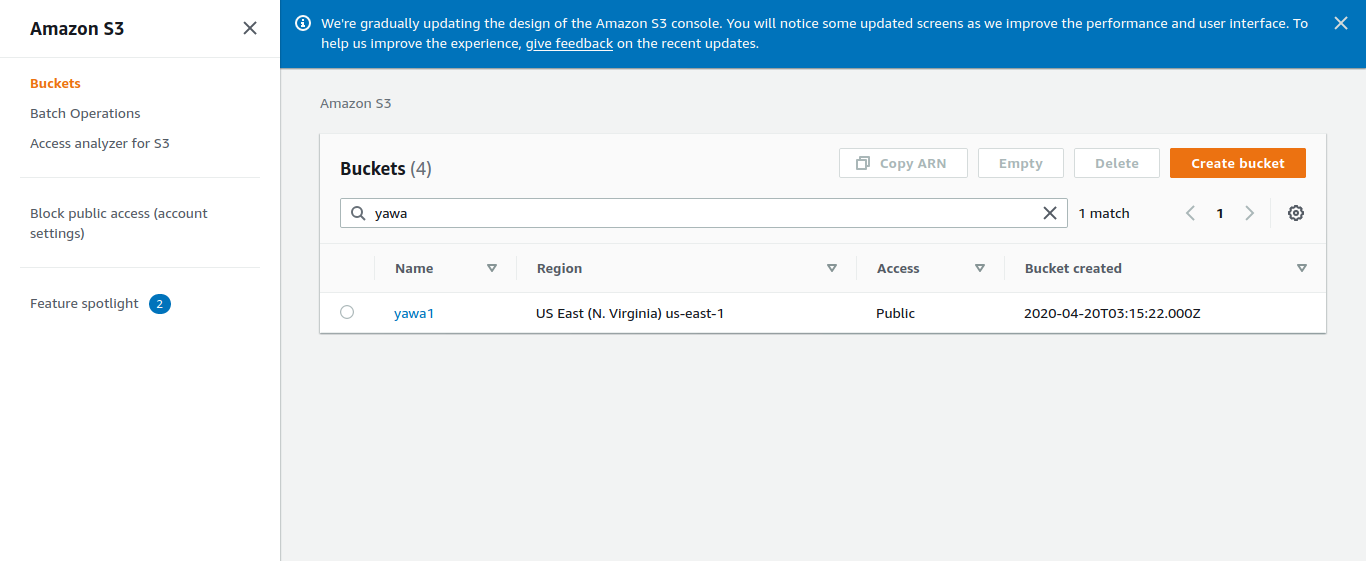 Amazon S3
We're gradually updating the design of the Amazon S3 console. You will notice some updated screens as we improve the performance and user interface. To
help us improve the experience, give feedback on the recent updates.
Buckets
Batch Operations
Access analyzer for S3
Block public access (account
settings)
Feature spotlight 2
Amazon S3
Buckets (4)
Copy ARN
Empty
Delete
Create bucket
yawa
1 match
1
Name Region Access Bucket created
yawa1 US East (N. Virginia) us-east-1 Public 2020-04-20T03:15:22.000Z